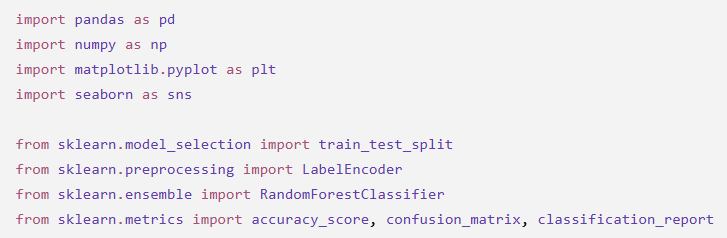 import pandas as pd
import numpy as np
import matplotlib.pyplot as plt
import seaborn as sns
from sklearn.model_selection import train_test_split
from sklearn.preprocessing import LabelEncoder
from sklearn.ensemble import RandomForestClassifier
from sklearn.metrics import accuracy_score, confusion_matrix, classification_report